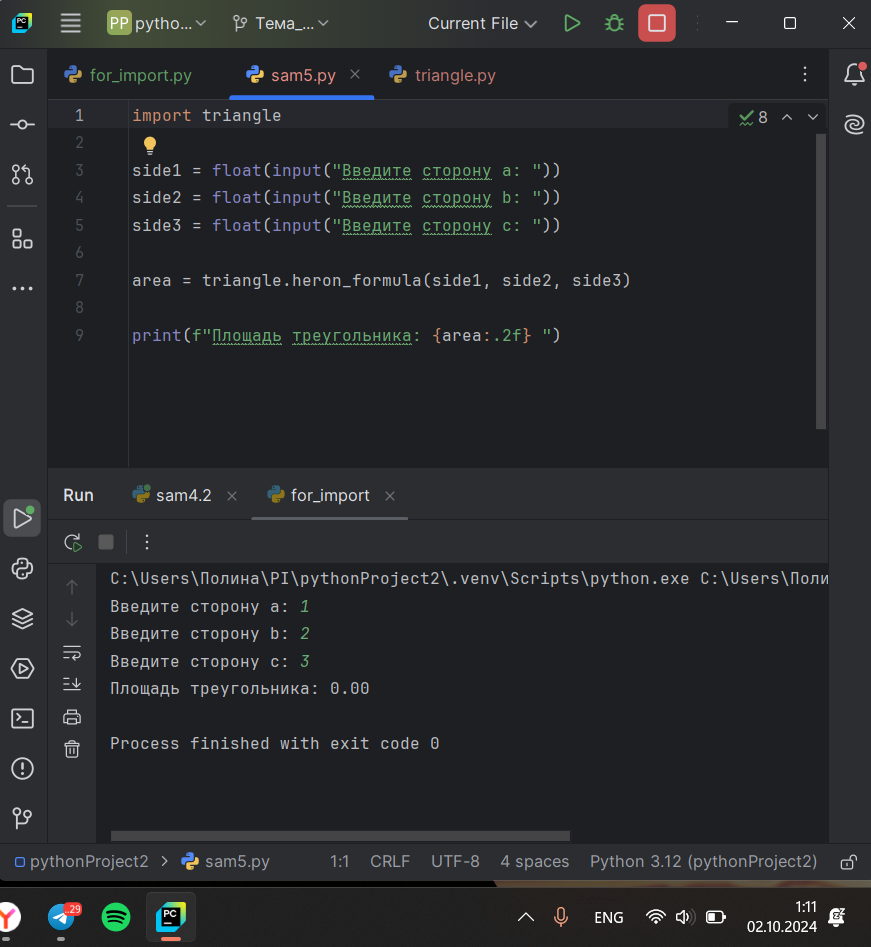 PC PP pytho... Тема_... Current File
for_import.py sam5.py triangle.py
1 import triangle 8
2
3 side1 = float(input("Введите сторону a: "))
4 side2 = float(input("Введите сторону b: "))
5 side3 = float(input("Введите сторону c: "))
6
7 area = triangle.heron_formula(side1, side2, side3)
8
9 print(f"Площадь треугольника: {area:.2f} ")
Run sam4.2 for_import
C:\Users\Полина\PI\pythonProject2\.venv\Scripts\python.exe C:\Users\Поли
Введите сторону a: 1
Введите сторону b: 2
Введите сторону c: 3
Площадь треугольника: 0.00
Process finished with exit code 0
pythonProject2 > sam5.py 1:1 CRLF UTF-8 4 spaces Python 3.12 (pythonProject2)
Y ..29 PC ENG 1:11
02.10.2024